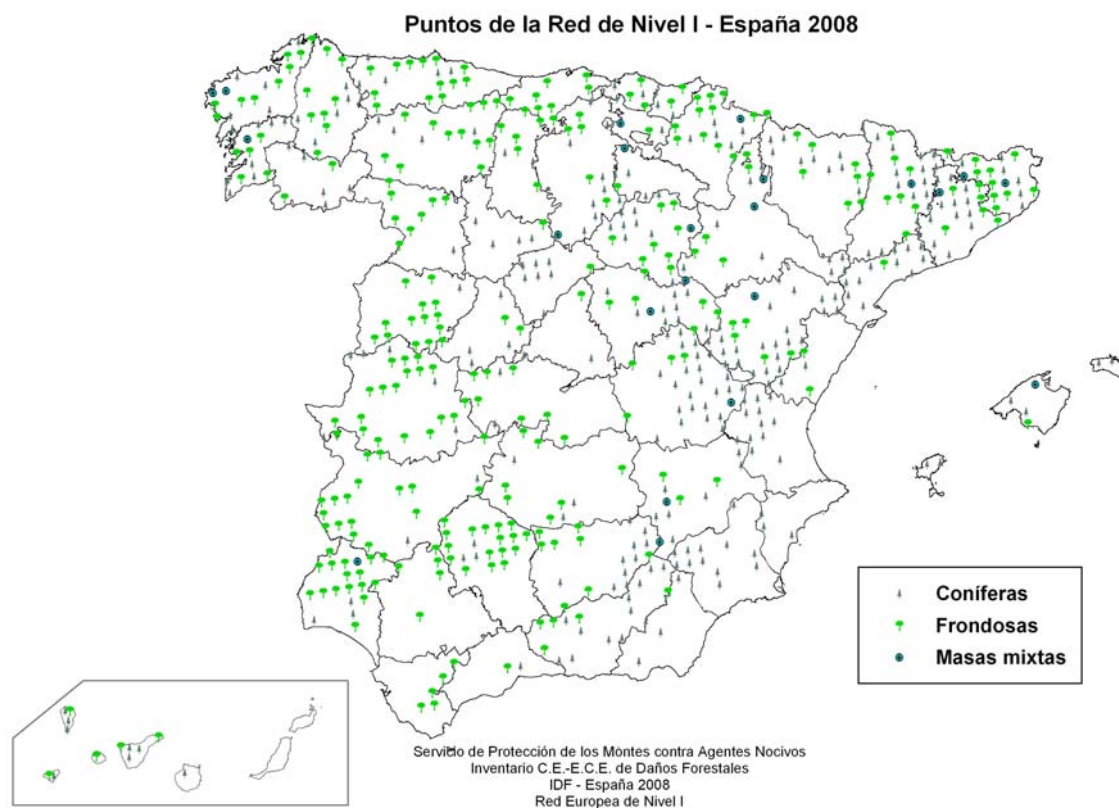 Puntos de la Red de Nivel I - España 2008
Coníferas
Frondosas
Masas mixtas
Servicio de Protección de los Montes contra Agentes Nocivos
Inventario C.E.-E.C.E. de Daños Forestales
IDF - España 2008
Red Europea de Nivel I